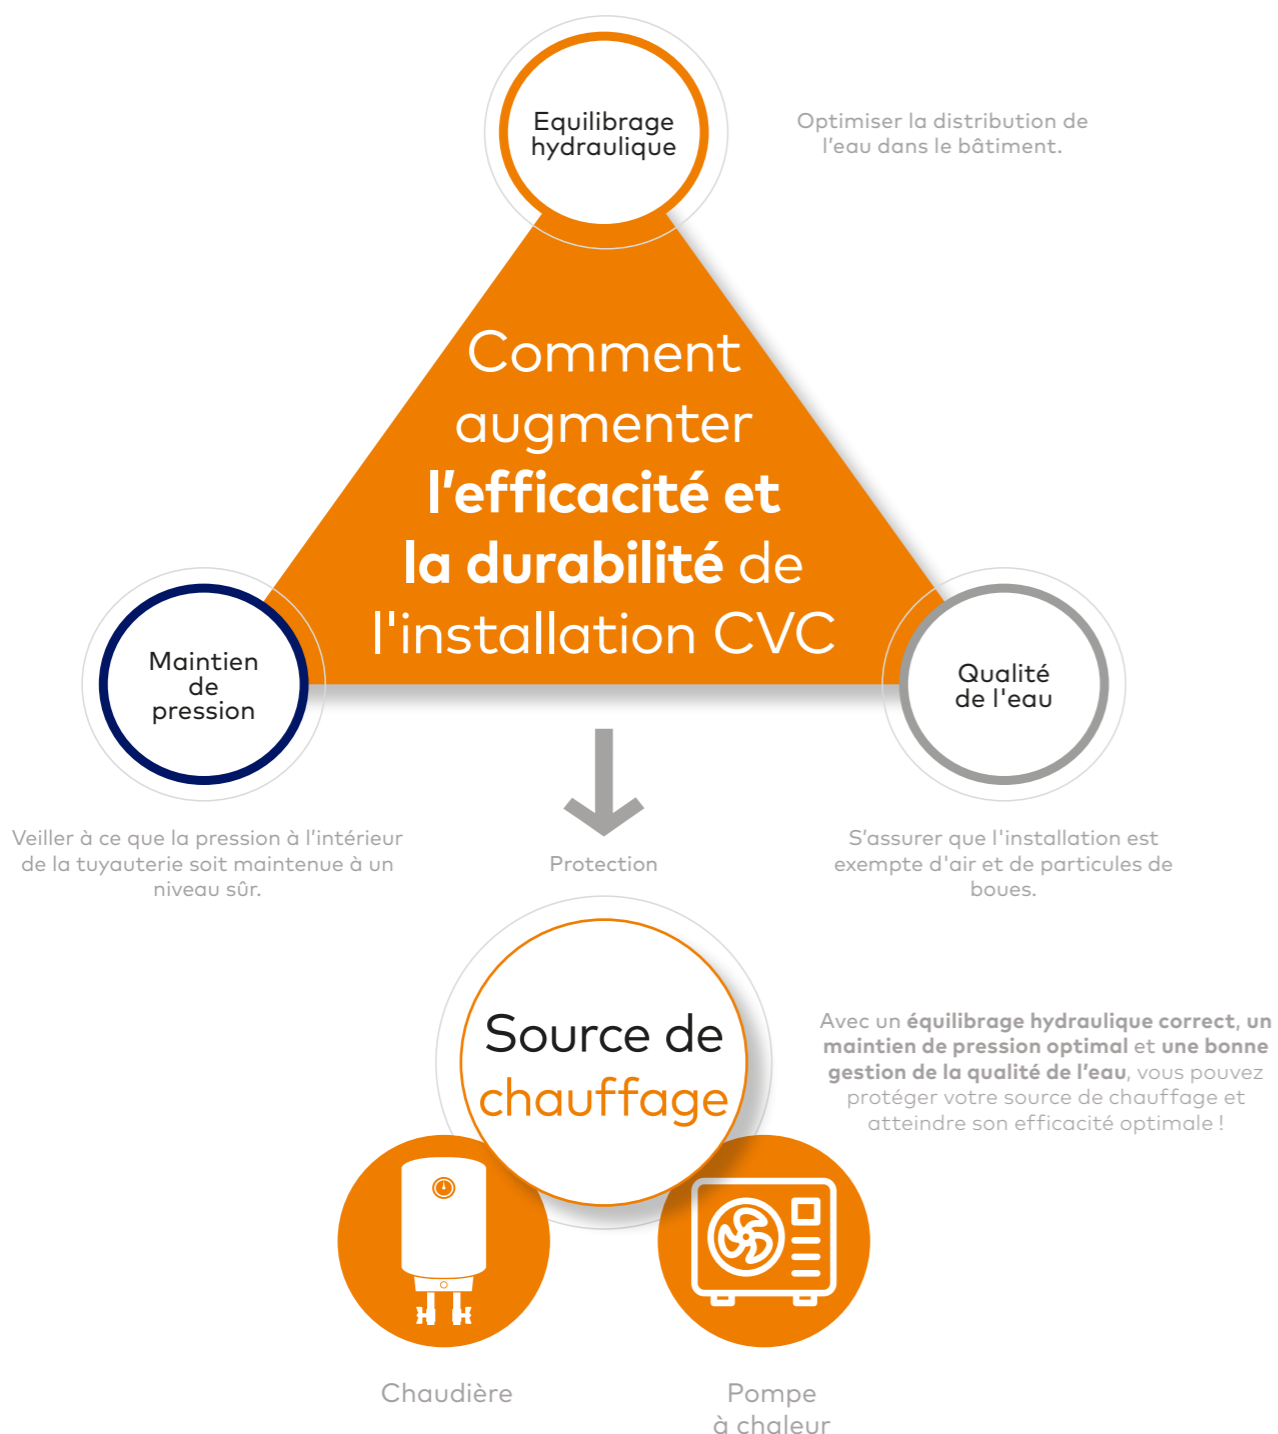 Equilibrage
hydraulique
Optimiser la distribution de
l’eau dans le bâtiment.
Comment
augmenter
l’efficacité et
la durabilité de
l'installation CVC
Maintien
de
pression
Qualité
de l'eau
Veiller à ce que la pression à l’intérieur
de la tuyauterie soit maintenue à un
niveau sûr.
Protection
S’assurer que l'installation est
exempte d'air et de particules de
boues.
Source de
chauffage
Avec un équilibrage hydraulique correct, un
maintien de pression optimal et une bonne
gestion de la qualité de l’eau, vous pouvez
protéger votre source de chauffage et
atteindre son efficacité optimale !
Chaudière
Pompe
à chaleur